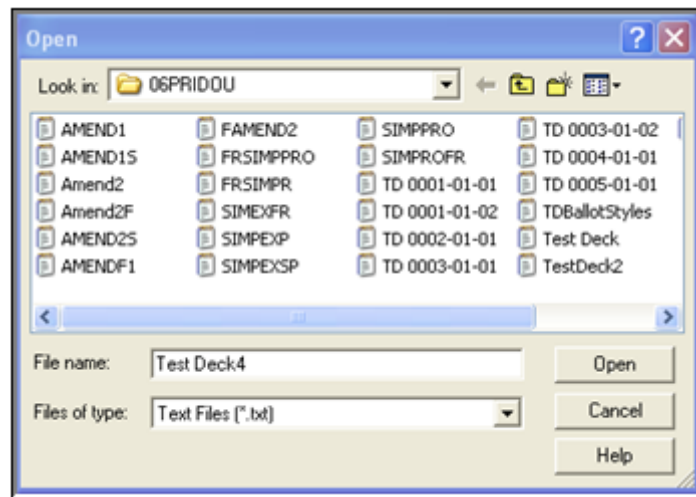 Open
Look in: 06PRIDOU
AMEND1 FAMEND2 SIMPPRO TD 0003-01-02
AMEND1S FRSIMPPRO SIMPROFR TD 0004-01-01
Amend2 FRSIMPR TD 0001-01-01 TD 0005-01-01
Amend2F SIMEXFR TD 0001-01-02 TDBallotStyles
AMEND2S SIMPEXP TD 0002-01-01 Test Deck
AMENDF1 SIMPEXSP TD 0003-01-01 TestDeck2
File name: Test Deck4 Open
Files of type: Text Files (*.txt) Cancel
Help